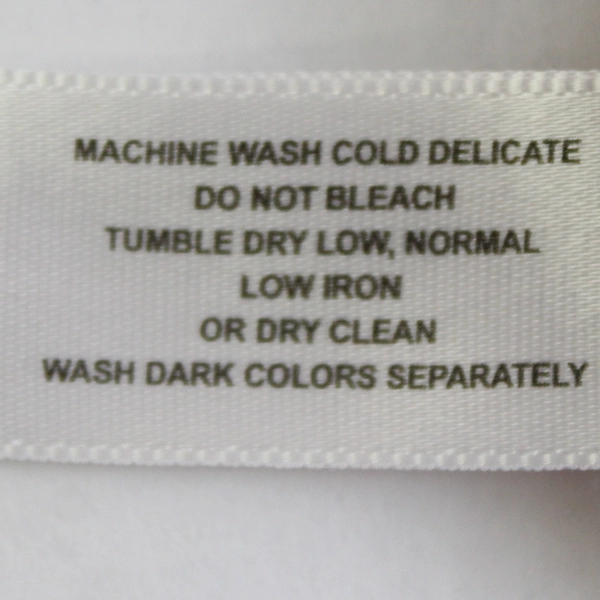 MACHINE WASH COLD DELICATE
DO NOT BLEACH
TUMBLE DRY LOW, NORMAL
LOW IRON
OR DRY CLEAN
WASH DARK COLORS SEPARATELY